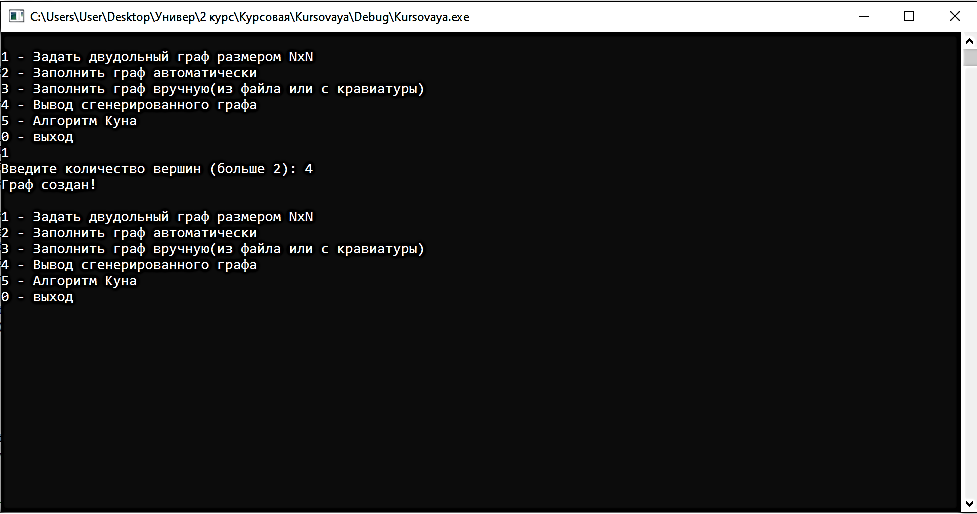 C:\Users\User\Desktop\Универ\2 курс\Курсовая\Kursovaya\Debug\Kursovaya.exe
1 - Задать двудольный граф размером NxN
2 - Заполнить граф автоматически
3 - Заполнить граф вручную(из файла или с кравиатуры)
4 - Вывод сгенерированного графа
5 - Алгоритм Куна
0 - выход
1
Введите количество вершин (больше 2): 4
Граф создан!
1 - Задать двудольный граф размером NxN
2 - Заполнить граф автоматически
3 - Заполнить граф вручную(из файла или с кравиатуры)
4 - Вывод сгенерированного графа
5 - Алгоритм Куна
0 - выход